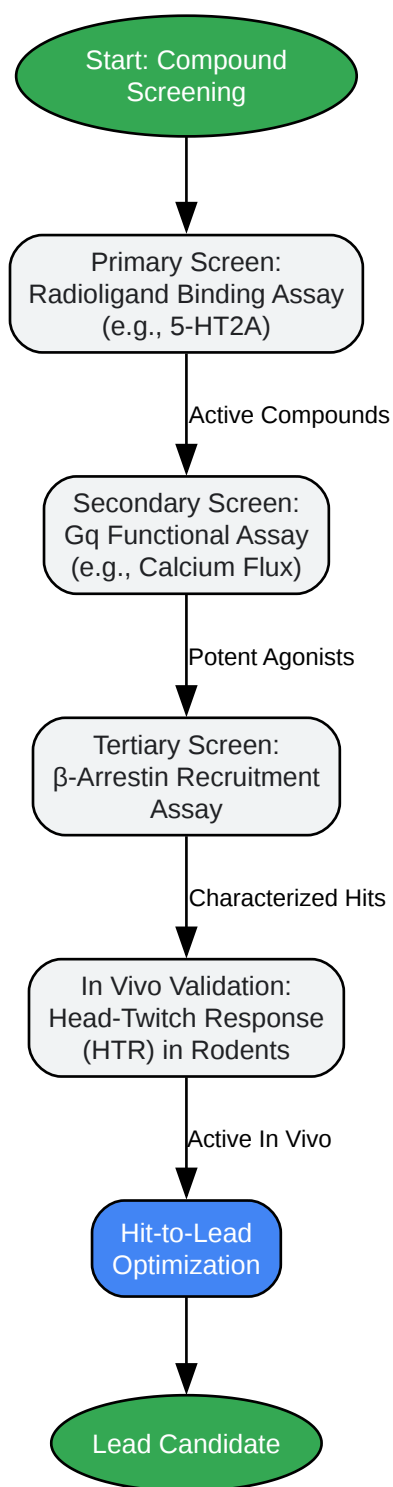 Start: Compound
Screening
Primary Screen:
Radioligand Binding Assay
(e.g., 5-HT2A)
Active Compounds
Secondary Screen:
Gq Functional Assay
(e.g., Calcium Flux)
Potent Agonists
Tertiary Screen:
β-Arrestin Recruitment
Assay
Characterized Hits
In Vivo Validation:
Head-Twitch Response
(HTR) in Rodents
Active In Vivo
Hit-to-Lead
Optimization
Lead Candidate